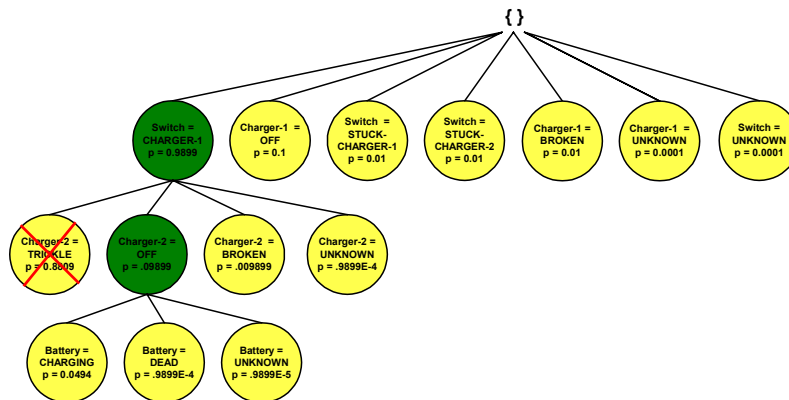 { }
Switch =
CHARGER-1
p = 0.9899
Charger-1 =
OFF
p = 0.1
Switch =
STUCK-
CHARGER-1
p = 0.01
Switch =
STUCK-
CHARGER-2
p = 0.01
Charger-1 =
BROKEN
p = 0.01
Charger-1 =
UNKNOWN
p = 0.0001
Switch =
UNKNOWN
p = 0.0001
Charger-2 =
TRICKLE
p = 0.8809
Charger-2 =
OFF
p = .09899
Charger-2 =
BROKEN
p = .009899
Charger-2 =
UNKNOWN
p = .9899E-4
Battery =
CHARGING
p = 0.0494
Battery =
DEAD
p = .9899E-4
Battery =
UNKNOWN
p = .9899E-5